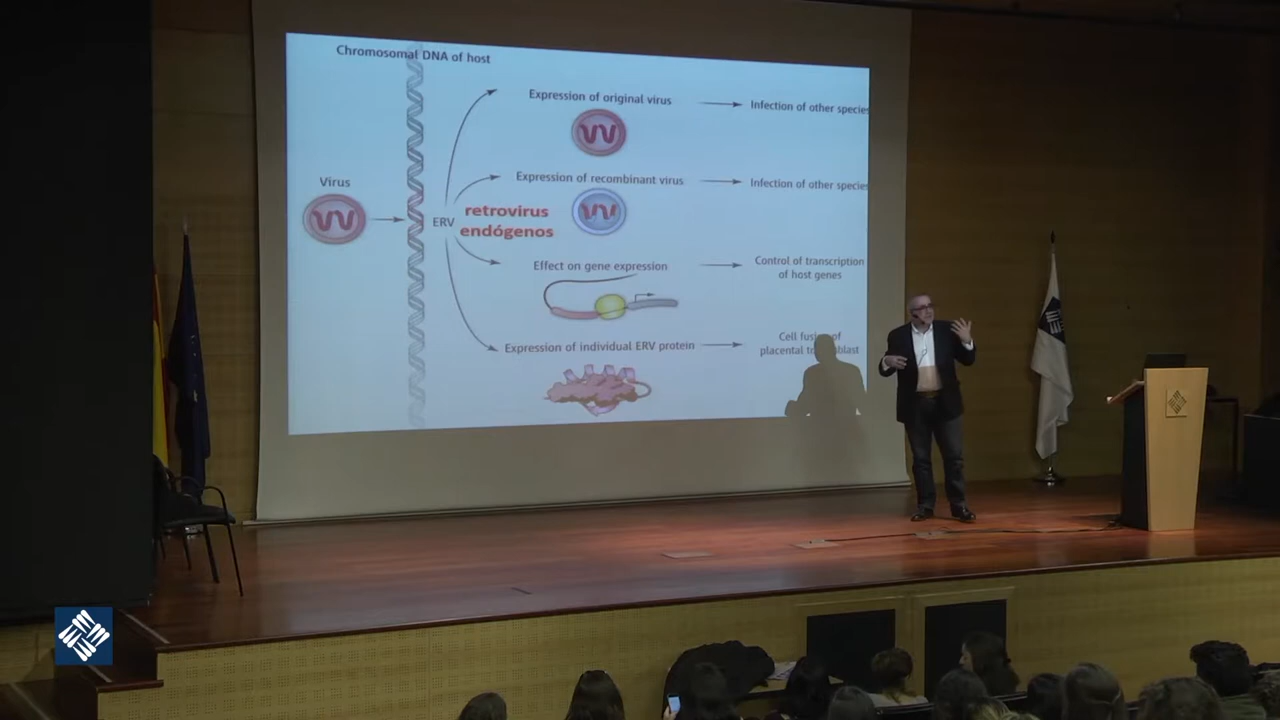 Chromosomal DNA of host
Expression of original virus
Infection of other species
Virus
Expression of recombinant virus
Infection of other species
ERV
retrovirus
endógenos
Effect on gene expression
Control of transcription
of host genes
Expression of individual ERV protein
Cell fusion of
placental trophoblast